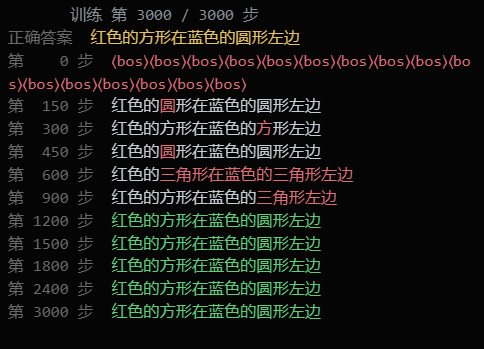 训练 第 3000 / 3000 步
正确答案 红色的方形在蓝色的圆形左边
第 0 步 ⟨bos⟩⟨bos⟩⟨bos⟩⟨bos⟩⟨bos⟩⟨bos⟩⟨bos⟩⟨bos⟩⟨bos⟩⟨bo
s⟩⟨bos⟩⟨bos⟩⟨bos⟩⟨bos⟩⟨bos⟩⟨bos⟩
第 150 步 红色的圆形在蓝色的圆形左边
第 300 步 红色的方形在蓝色的方形左边
第 450 步 红色的圆形在蓝色的圆形左边
第 600 步 红色的三角形在蓝色的三角形左边
第 900 步 红色的方形在蓝色的三角形左边
第 1200 步 红色的方形在蓝色的圆形左边
第 1500 步 红色的方形在蓝色的圆形左边
第 1800 步 红色的方形在蓝色的圆形左边
第 2400 步 红色的方形在蓝色的圆形左边
第 3000 步 红色的方形在蓝色的圆形左边